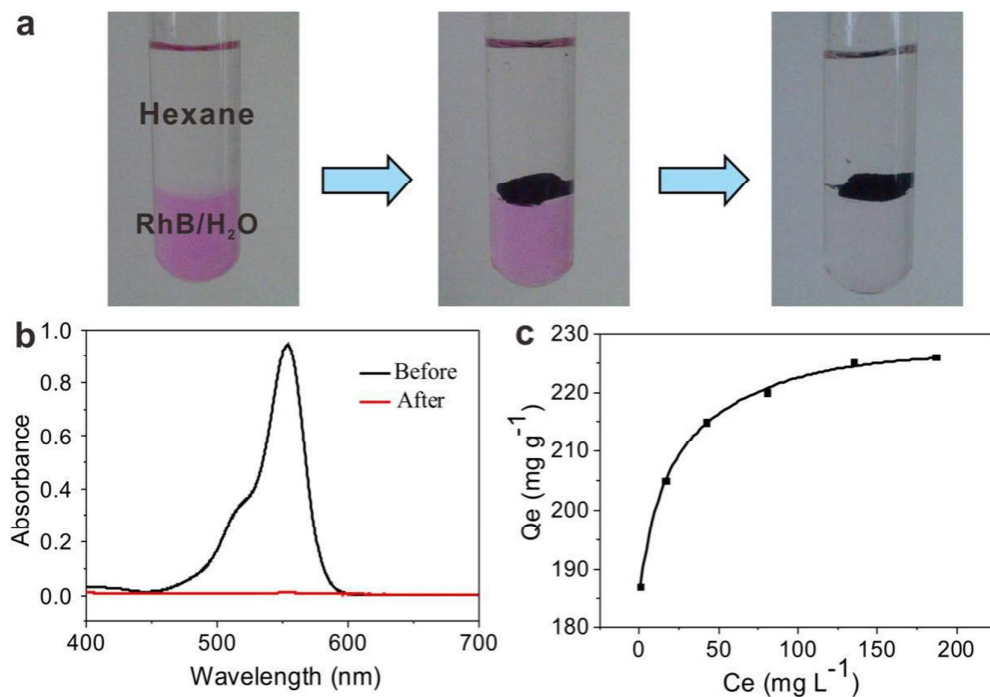 a
Hexane
RhB/H₂O
b
1.0
0.8
0.6
0.4
0.2
0.0
Absorbance
Before
After
400
500
600
700
Wavelength (nm)
c
230
220
210
200
190
180
Qe (mg g⁻¹)
0
50
100
150
200
Ce (mg L⁻¹)